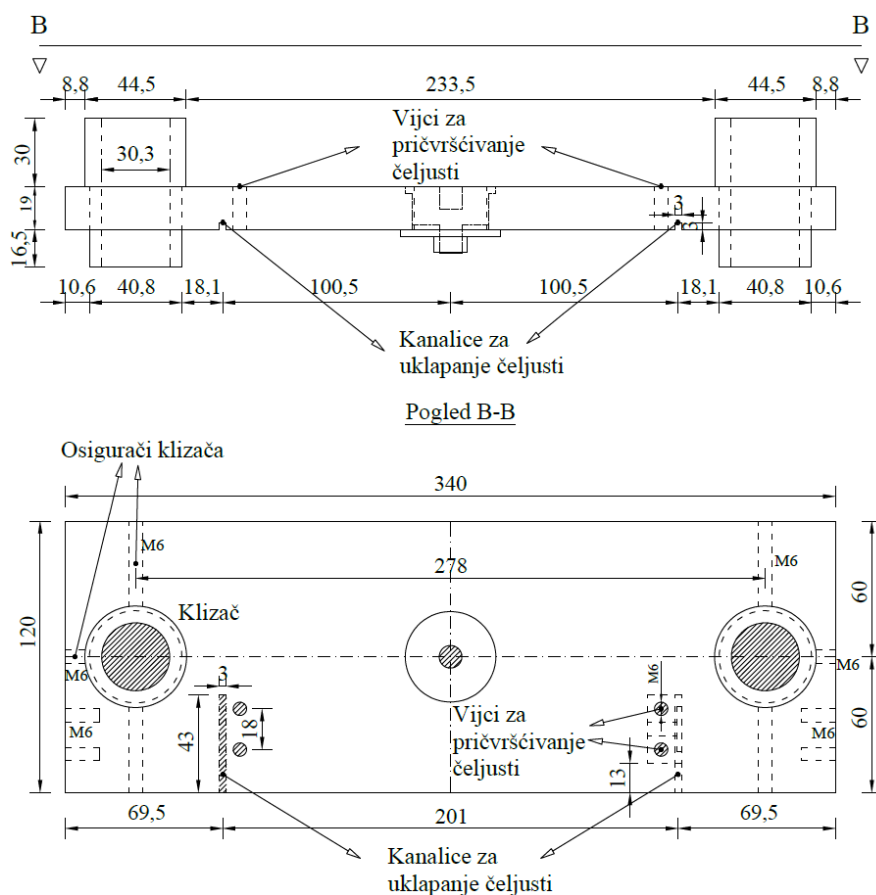 B B
8,8 44,5 233,5 44,5 8,8
Vijci za
pričvršćivanje
čeljusti
30
30,3
19
3
3
16,5
10,6 40,8 18,1 100,5 100,5 18,1 40,8 10,6
Kanalice za
uklapanje čeljusti
Pogled B-B
Osigurači klizača
340
M6
M6
278
60
120
Klizač
M6
M6
M6
3
M6
M6
43
18
Vijci za
pričvršćivanje
čeljusti
13
60
69,5 201 69,5
Kanalice za
uklapanje čeljusti